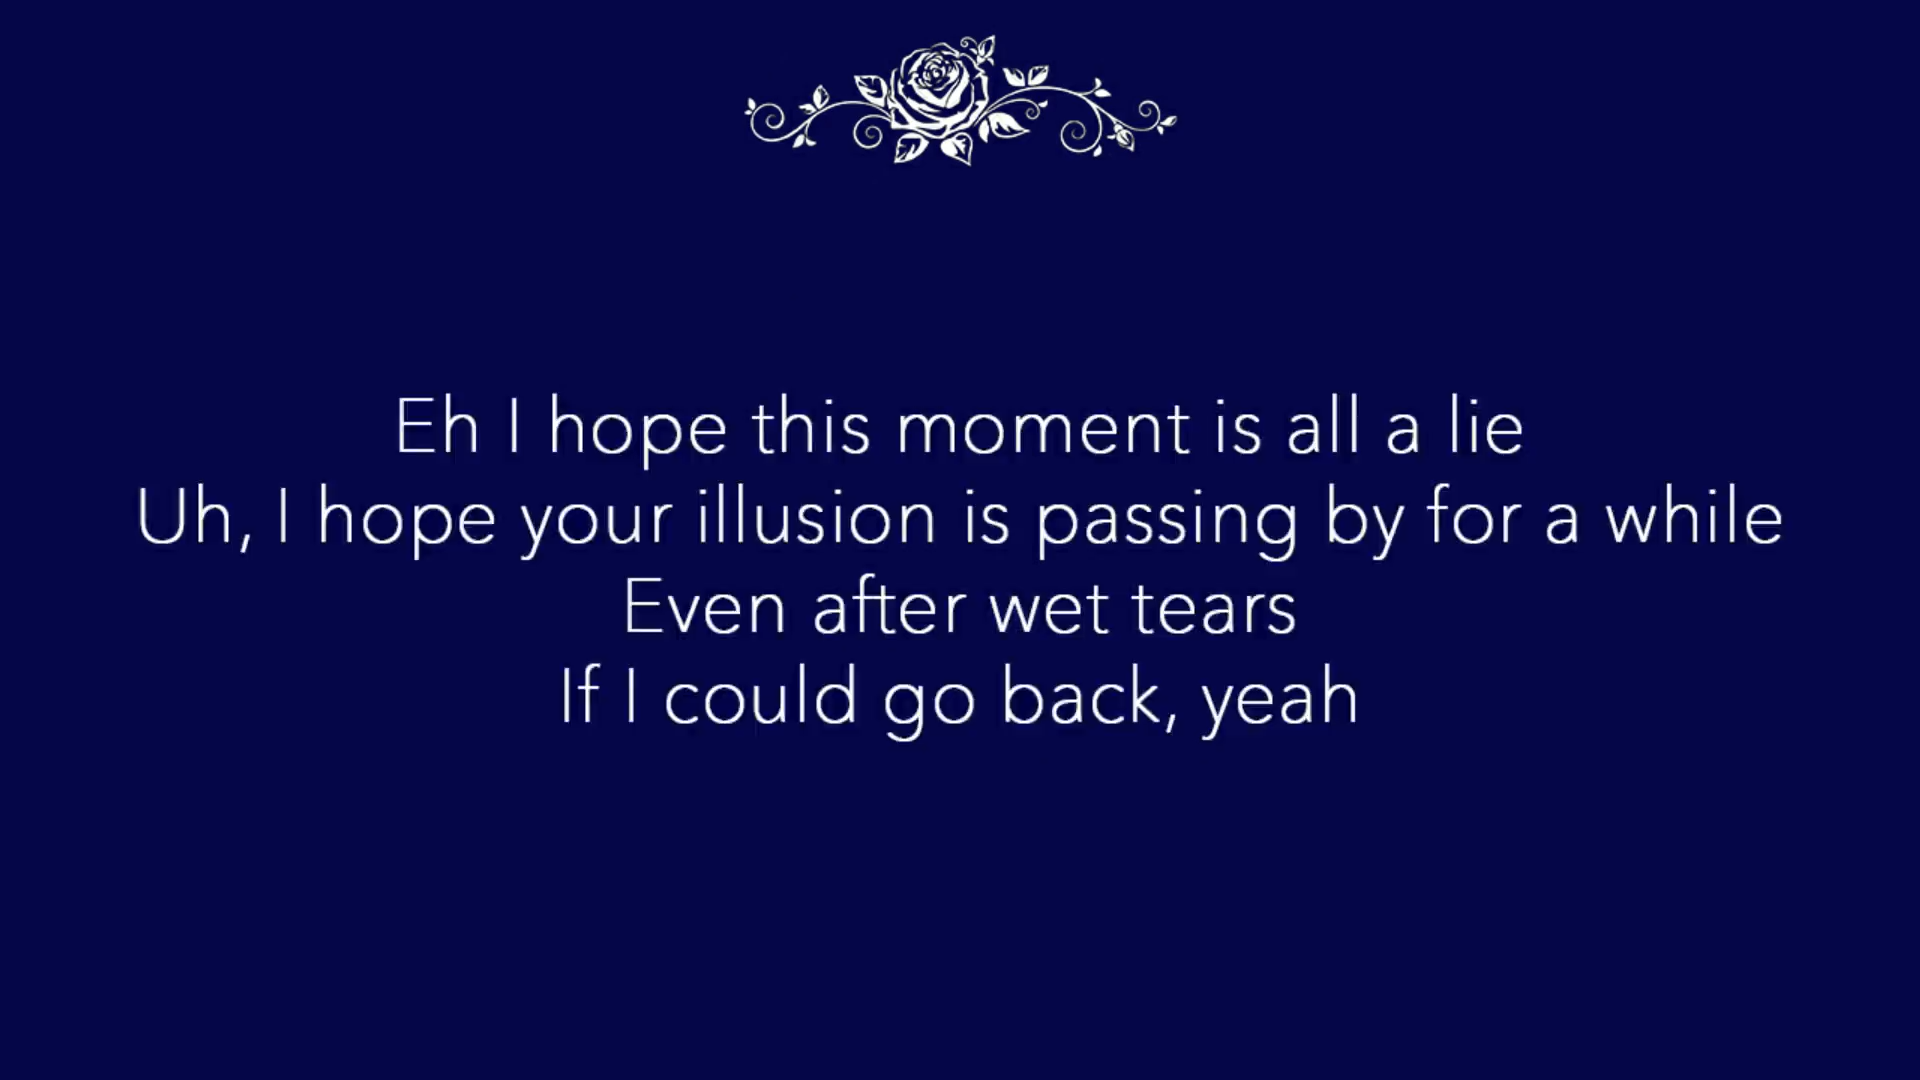 Eh I hope this moment is all a lie
Uh, I hope your illusion is passing by for a while
Even after wet tears
If I could go back, yeah